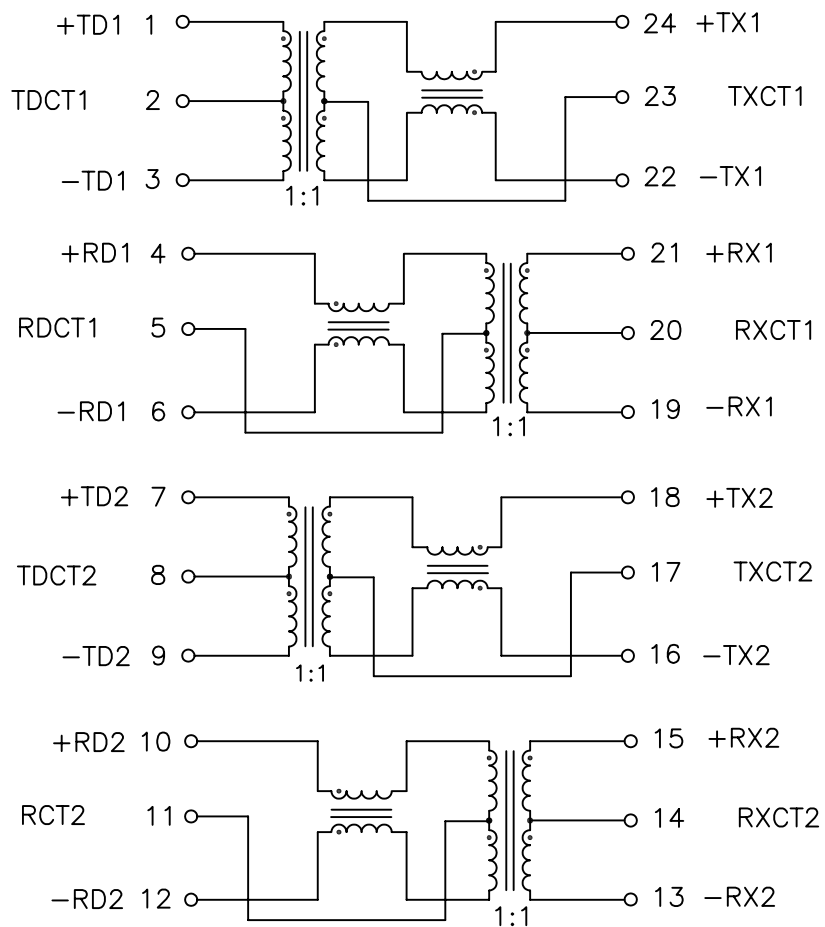 +TD1 1 24 +TX1
TDCT1 2 23 TXCT1
−TD1 3 22 −TX1
1:1
+RD1 4 21 +RX1
RDCT1 5 20 RXCT1
−RD1 6 19 −RX1
1:1
+TD2 7 18 +TX2
TDCT2 8 17 TXCT2
−TD2 9 16 −TX2
1:1
+RD2 10 15 +RX2
RCT2 11 14 RXCT2
−RD2 12 13 −RX2
1:1